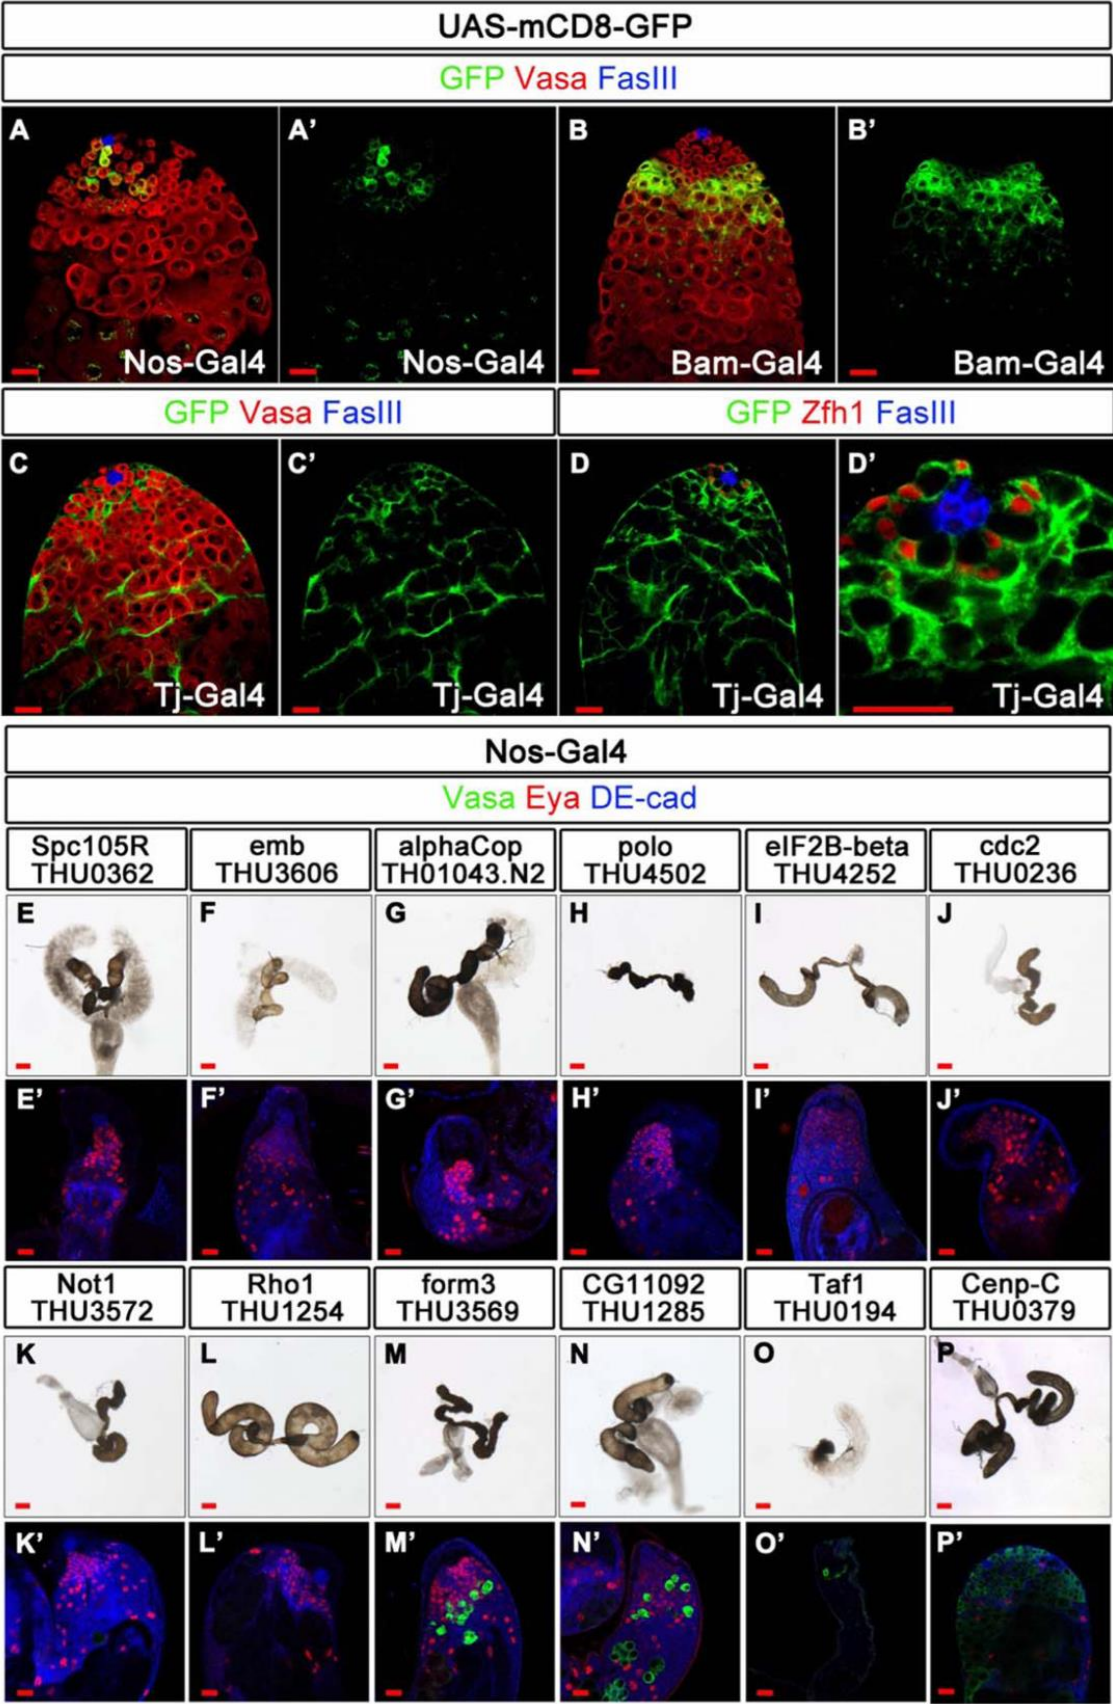 UAS-mCD8-GFP
GFP Vasa FasIII
A
A’
B
B’
Nos-Gal4
Nos-Gal4
Bam-Gal4
Bam-Gal4
GFP Vasa FasIII
GFP Zfh1 FasIII
C
C’
D
D’
Tj-Gal4
Tj-Gal4
Tj-Gal4
Tj-Gal4
Nos-Gal4
Vasa Eya DE-cad
Spc105R
THU0362
emb
THU3606
alphaCop
TH01043.N2
polo
THU4502
eIF2B-beta
THU4252
cdc2
THU0236
E
F
G
H
I
J
E’
F’
G’
H’
I’
J’
Not1
THU3572
Rho1
THU1254
form3
THU3569
CG11092
THU1285
Taf1
THU0194
Cenp-C
THU0379
K
L
M
N
O
P
K’
L’
M’
N’
O’
P’